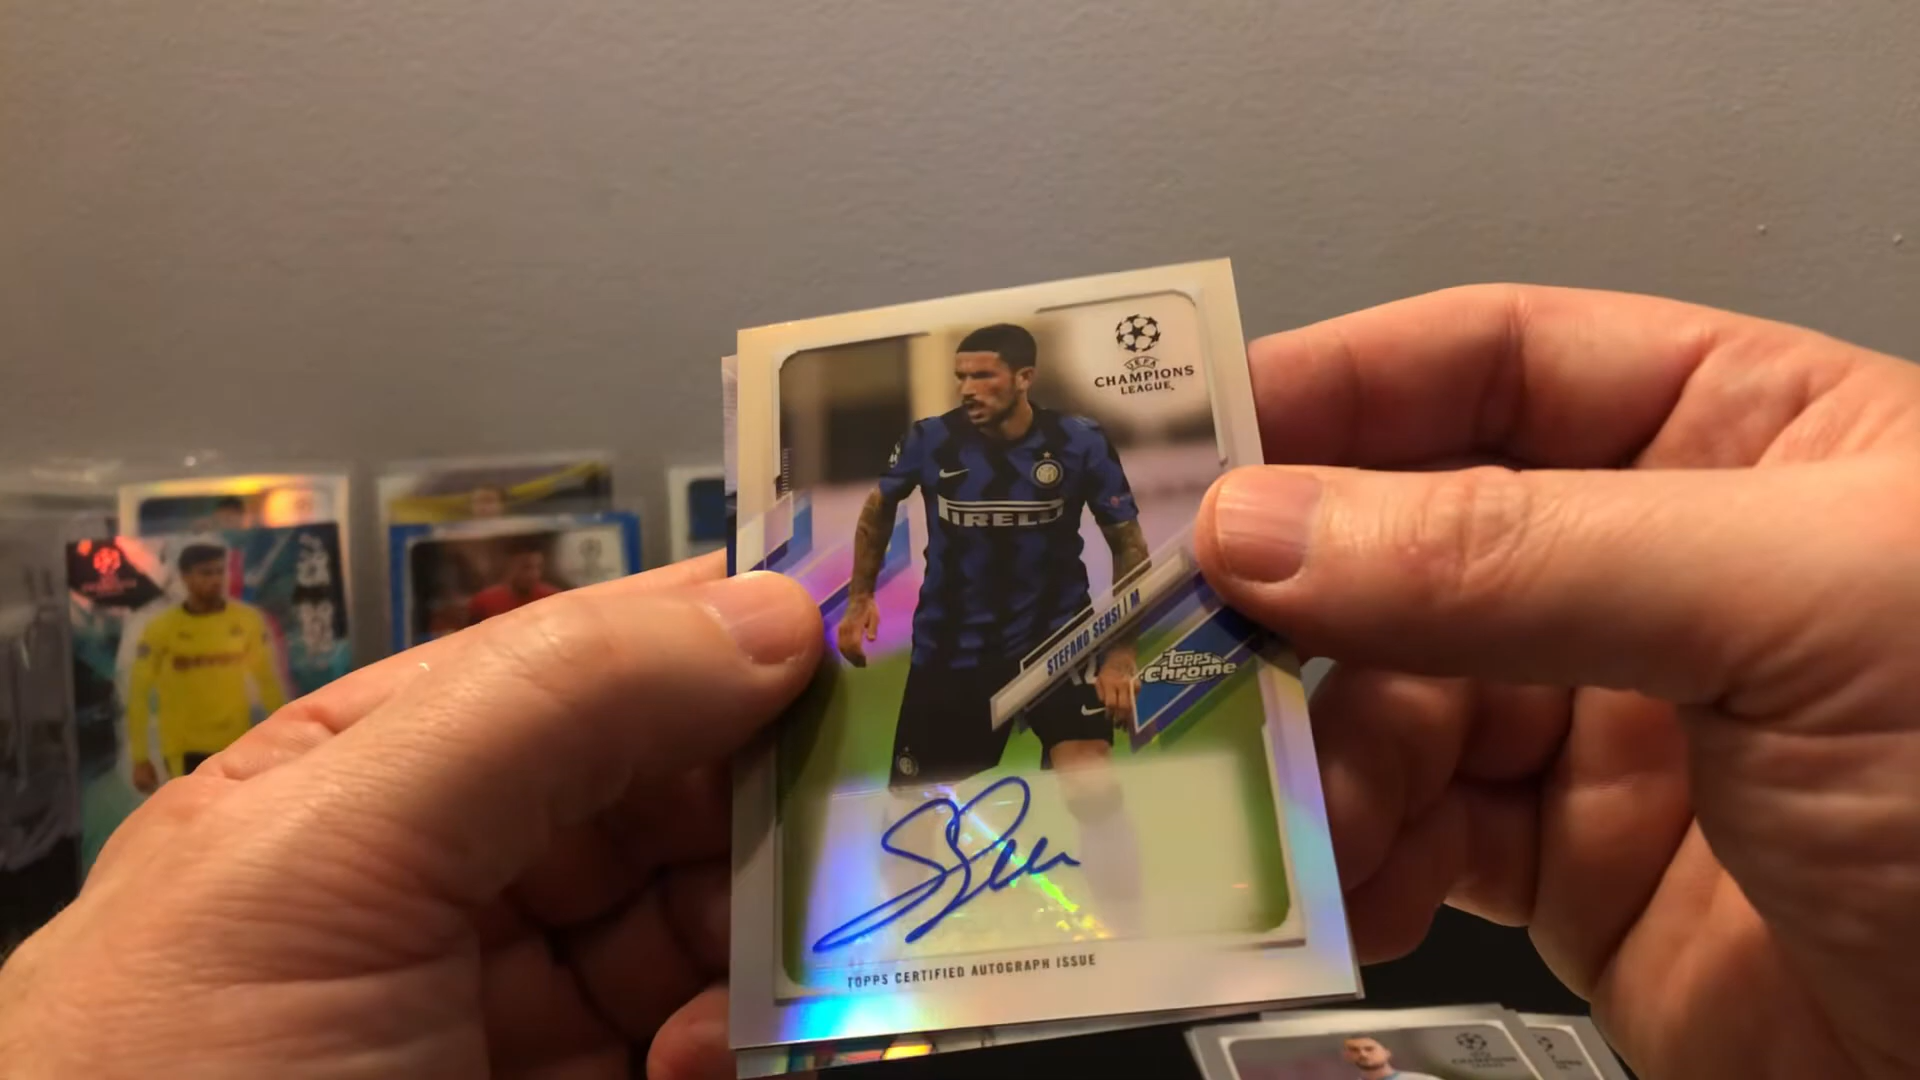 UEFA
CHAMPIONS
LEAGUE
PIRELLI
STEFANO SENSI | M
TOPPS
Chrome
TOPPS CERTIFIED AUTOGRAPH ISSUE